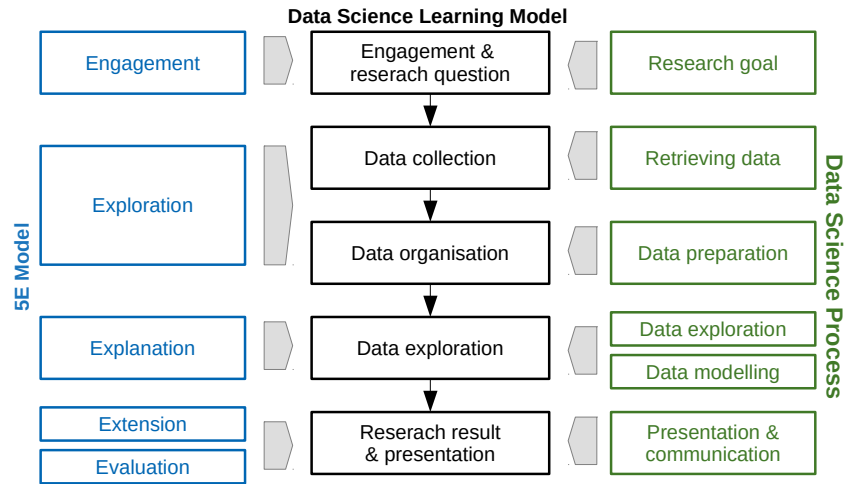 Data Science Learning Model
Engagement
Engagement &
reserach question
Research goal
Exploration
Data collection
Retrieving data
Data organisation
Data preparation
Explanation
Data exploration
Data exploration
Data modelling
Extension
Evaluation
Reserach result
& presentation
Presentation &
communication
5E Model
Data Science Process